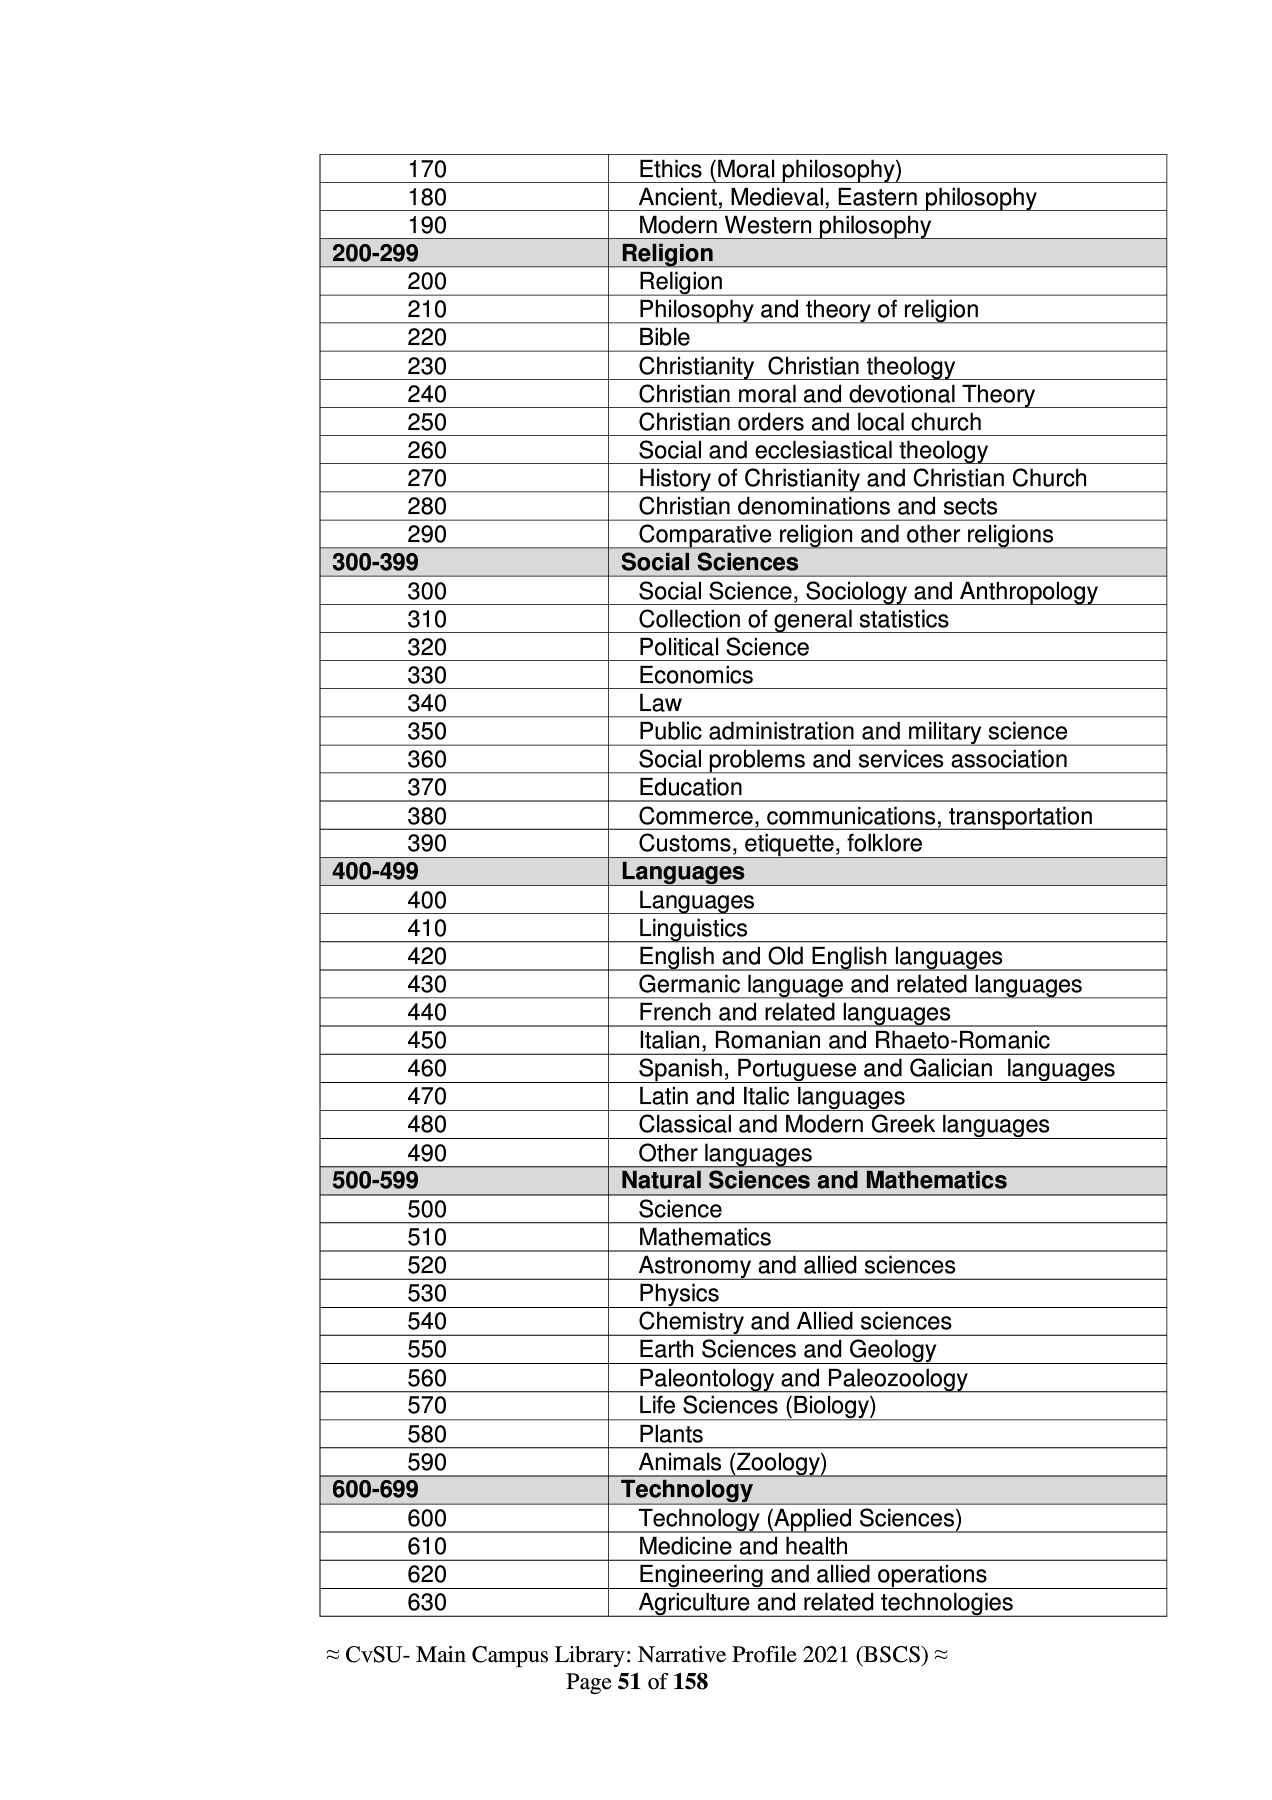 170 Ethics (Moral philosophy)
180 Ancient, Medieval, Eastern philosophy
190 Modern Western philosophy
200-299 Religion
200 Religion
210 Philosophy and theory of religion
220 Bible
230 Christianity  Christian theology
240 Christian moral and devotional Theory
250 Christian orders and local church
260 Social and ecclesiastical theology
270 History of Christianity and Christian Church
280 Christian denominations and sects
290 Comparative religion and other religions
300-399 Social Sciences
300 Social Science, Sociology and Anthropology
310 Collection of general statistics
320 Political Science
330 Economics
340 Law
350 Public administration and military science
360 Social problems and services association
370 Education
380 Commerce, communications, transportation
390 Customs, etiquette, folklore
400-499 Languages
400 Languages
410 Linguistics
420 English and Old English languages
430 Germanic language and related languages
440 French and related languages
450 Italian, Romanian and Rhaeto-Romanic
460 Spanish, Portuguese and Galician  languages
470 Latin and Italic languages
480 Classical and Modern Greek languages
490 Other languages
500-599 Natural Sciences and Mathematics
500 Science
510 Mathematics
520 Astronomy and allied sciences
530 Physics
540 Chemistry and Allied sciences
550 Earth Sciences and Geology
560 Paleontology and Paleozoology
570 Life Sciences (Biology)
580 Plants
590 Animals (Zoology)
600-699 Technology
600 Technology (Applied Sciences)
610 Medicine and health
620 Engineering and allied operations
630 Agriculture and related technologies
≈ CvSU- Main Campus Library: Narrative Profile 2021 (BSCS) ≈
Page 51 of 158